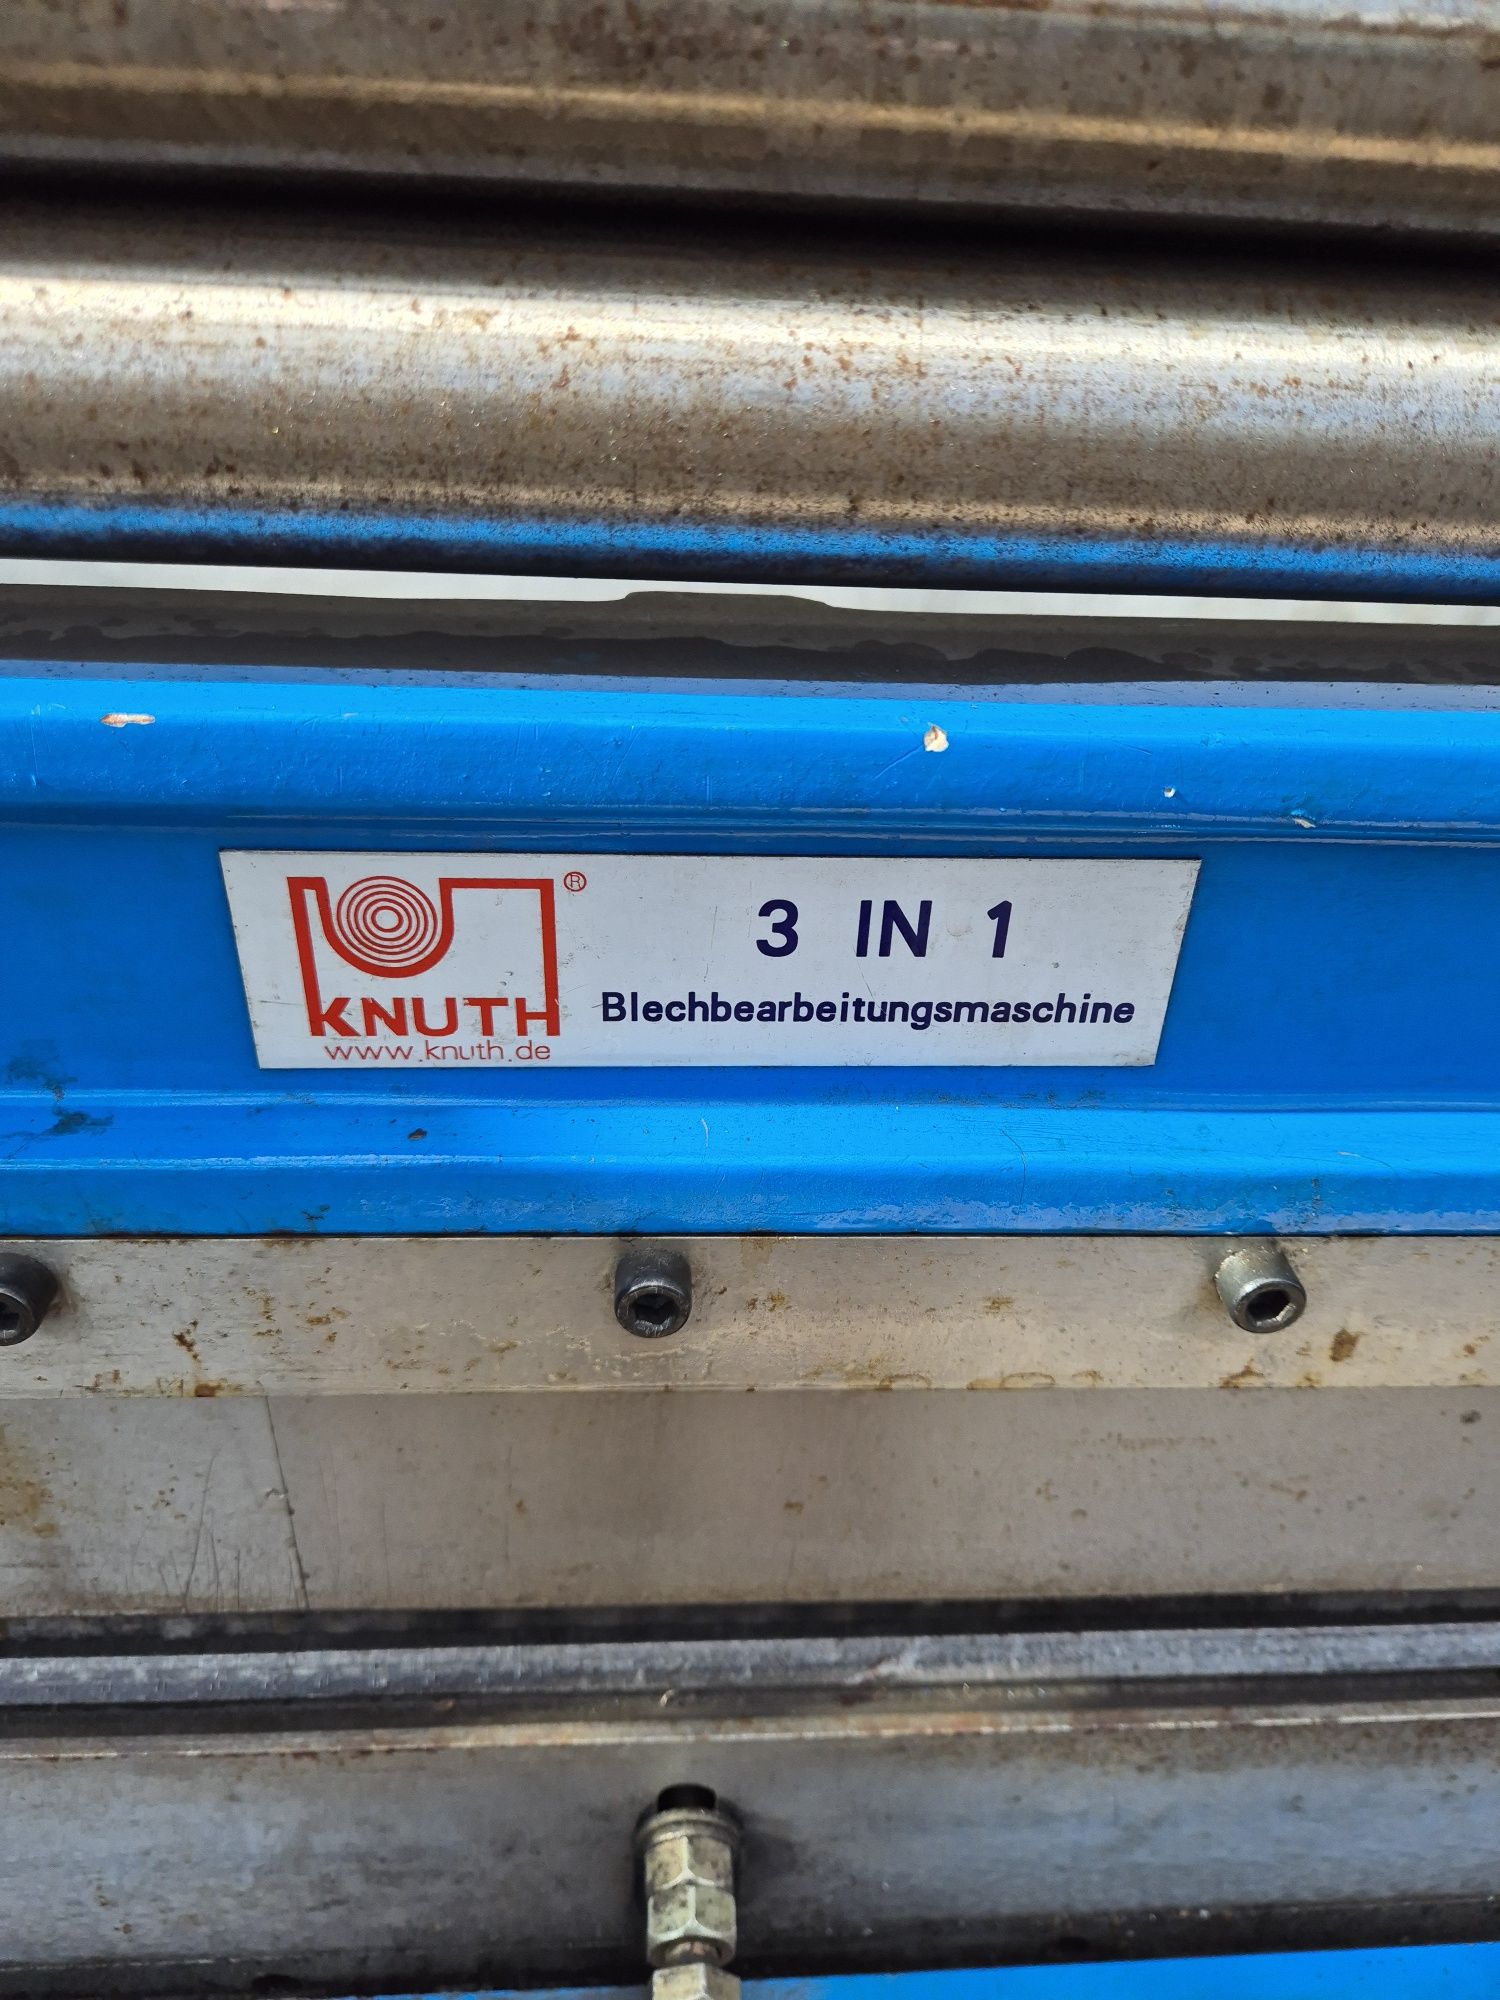 KNUTH®
www.knuth.de
3 IN 1
Blechbearbeitungsmaschine